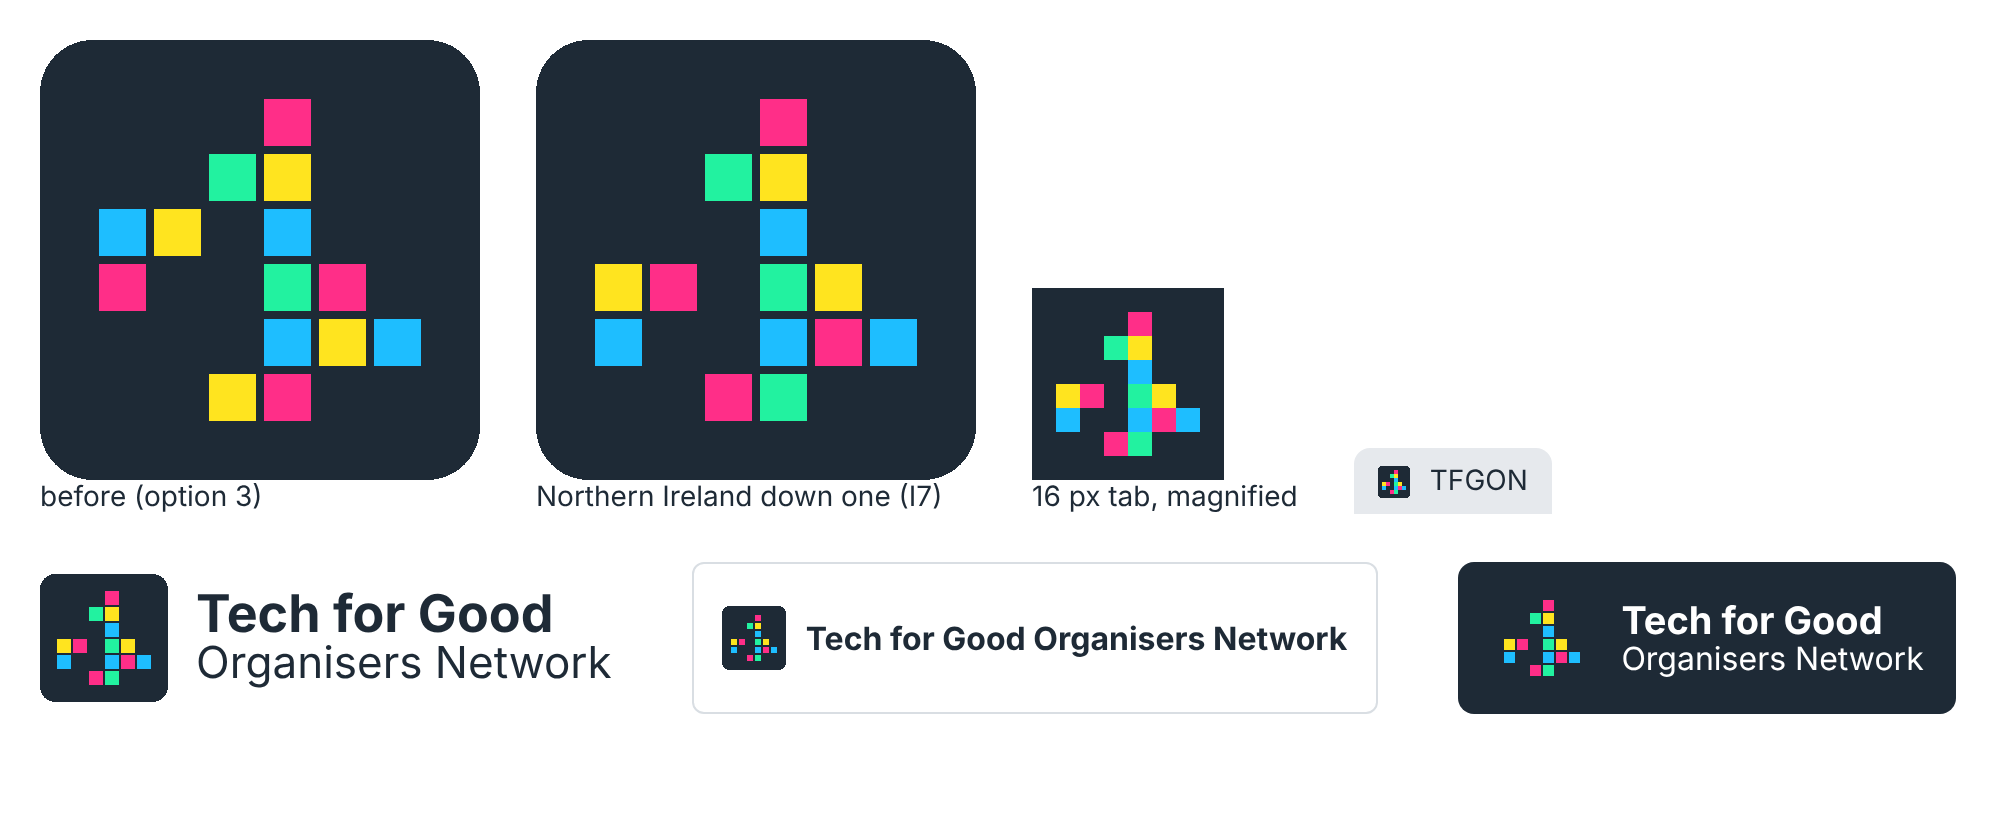 before (option 3)
Northern Ireland down one (I7)
16 px tab, magnified
TFGON
Tech for Good
Organisers Network
Tech for Good Organisers Network
Tech for Good
Organisers Network